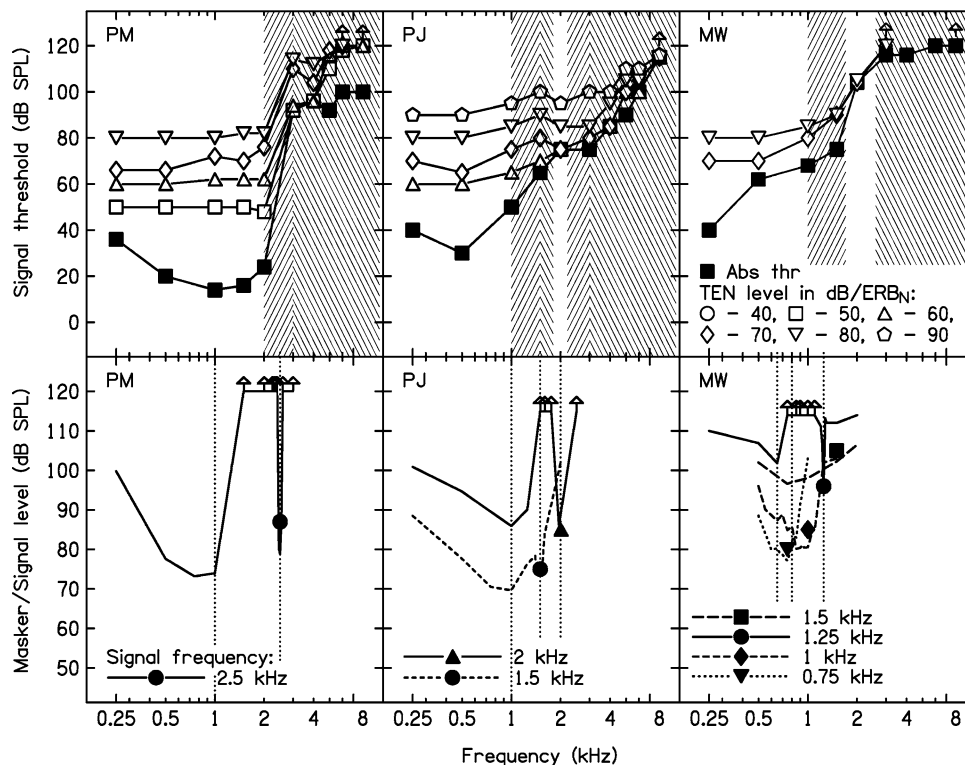 PM
PJ
MW
Signal threshold (dB SPL)
120
100
80
60
40
20
0
Abs thr
TEN level in dB/ERB_N:
– 40, – 50, – 60,
– 70, – 80, – 90
PM
PJ
MW
Masker/Signal level (dB SPL)
120
110
100
90
80
70
60
50
Signal frequency:
2.5 kHz
2 kHz
1.5 kHz
1.5 kHz
1.25 kHz
1 kHz
0.75 kHz
0.25 0.5 1 2 4 8 0.25 0.5 1 2 4 8 0.25 0.5 1 2 4 8
Frequency (kHz)